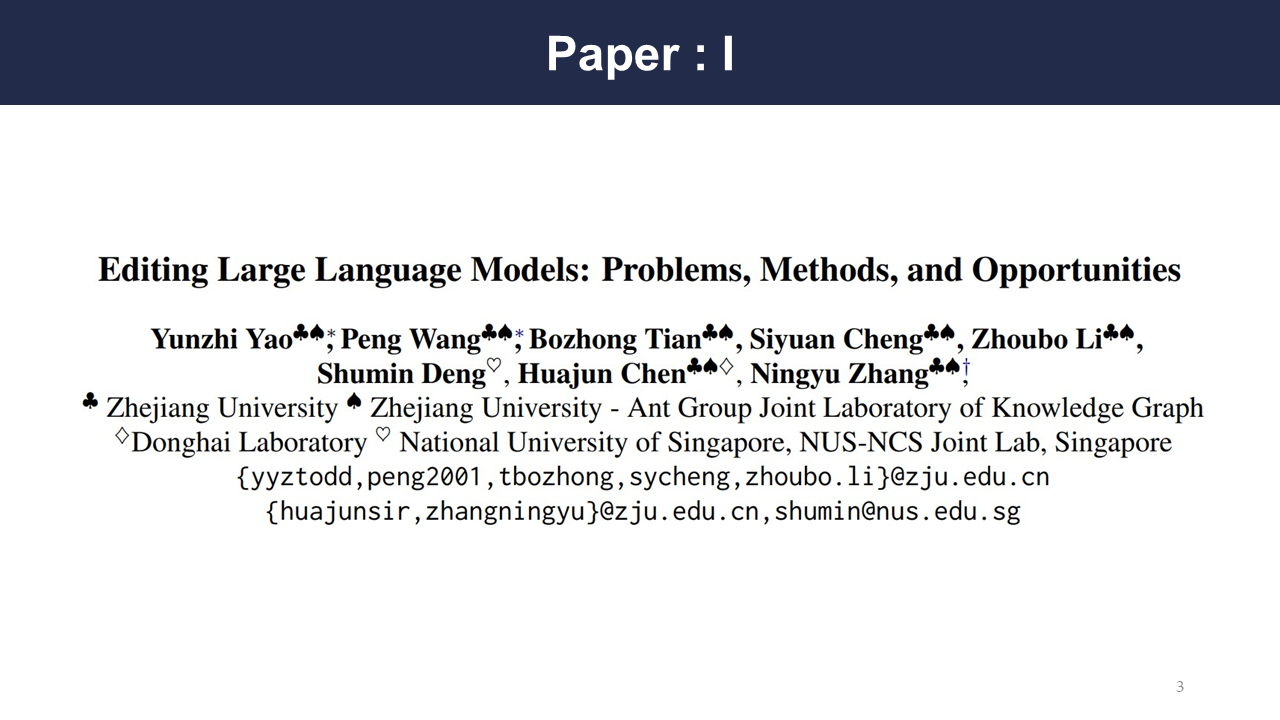 Paper : I
Editing Large Language Models: Problems, Methods, and Opportunities
Yunzhi Yao♣♠*, Peng Wang♣♠*, Bozhong Tian♣♠, Siyuan Cheng♣♠, Zhoubo Li♣♠,
Shumin Deng♡, Huajun Chen♣♠♢, Ningyu Zhang♣♠†,
♣ Zhejiang University ♠ Zhejiang University - Ant Group Joint Laboratory of Knowledge Graph
♢Donghai Laboratory ♡ National University of Singapore, NUS-NCS Joint Lab, Singapore
{yyztodd,peng2001,tbozhong,sycheng,zhoubo.li}@zju.edu.cn
{huajunsir,zhangningyu}@zju.edu.cn,shumin@nus.edu.sg
3